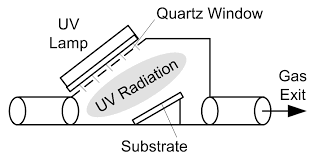 UV
Lamp
Quartz Window
UV Radiation
Gas
Exit
Substrate